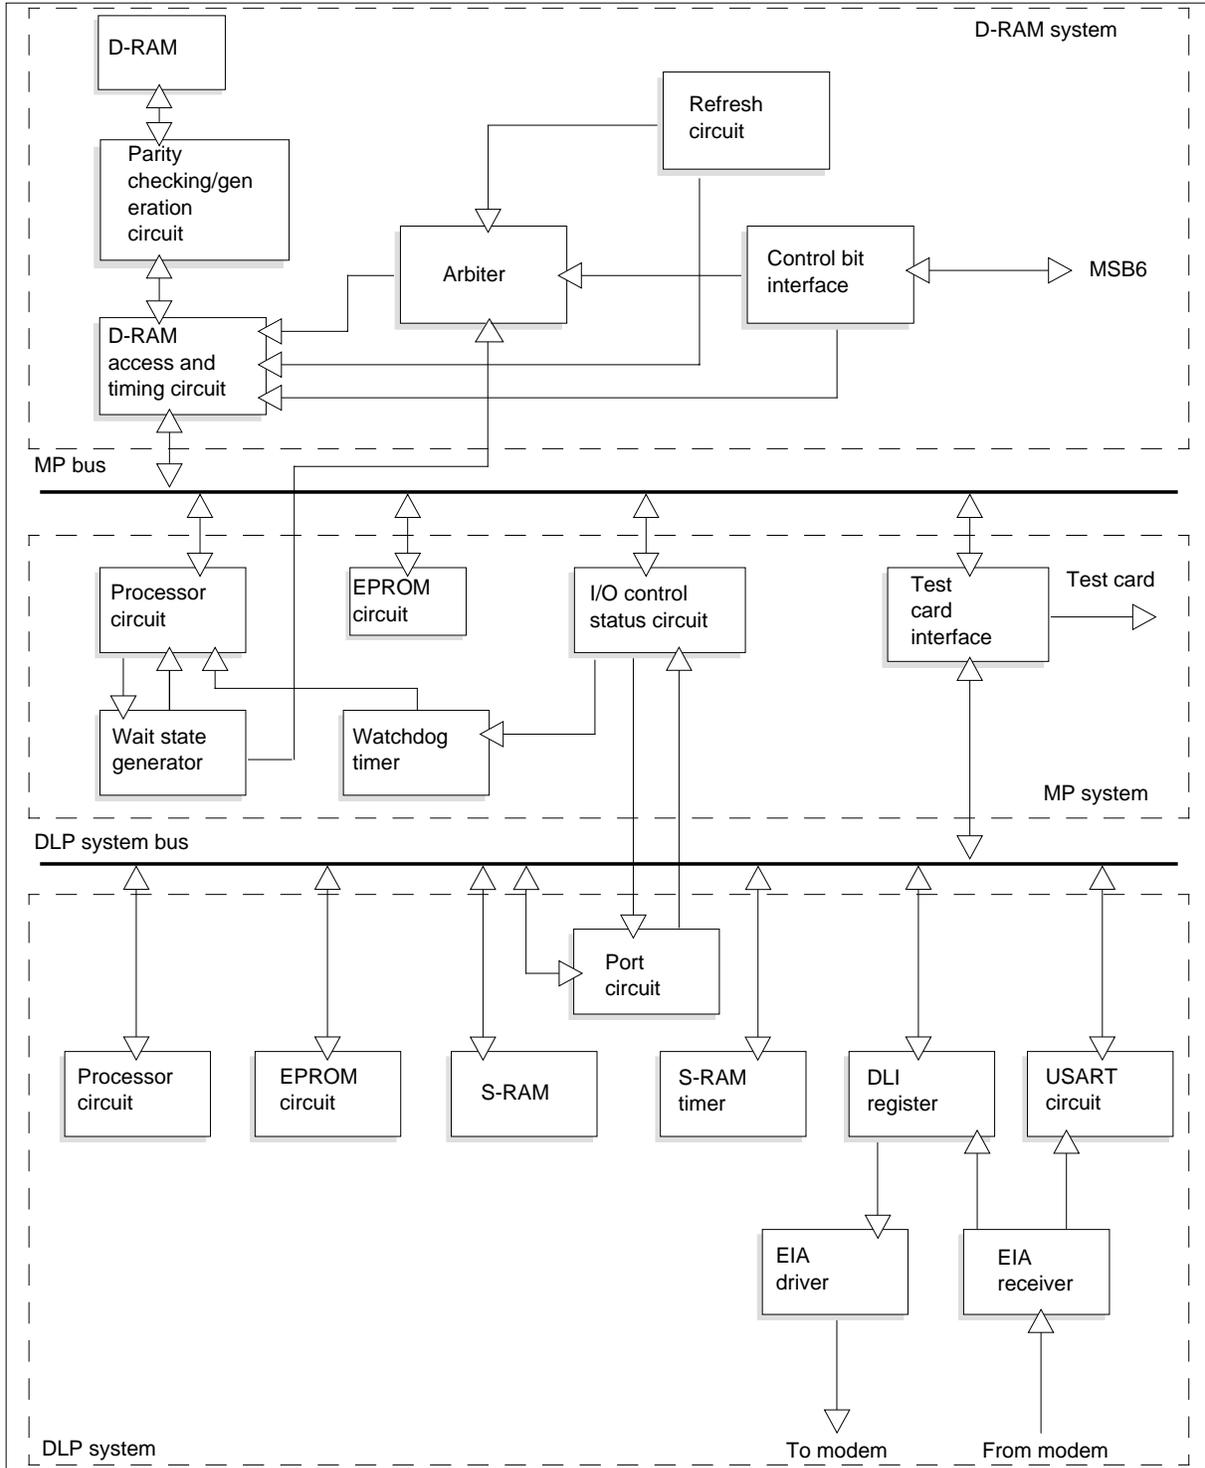 D-RAM system
D-RAM
Refresh
circuit
Parity
checking/gen
eration
circuit
Arbiter
Control bit
interface
MSB6
D-RAM
access and
timing circuit
MP bus
Processor
circuit
EPROM
circuit
I/O control
status circuit
Test
card
interface
Test card
Wait state
generator
Watchdog
timer
MP system
DLP system bus
Port
circuit
Processor
circuit
EPROM
circuit
S-RAM
S-RAM
timer
DLI
register
USART
circuit
EIA
driver
EIA
receiver
DLP system
To modem
From modem